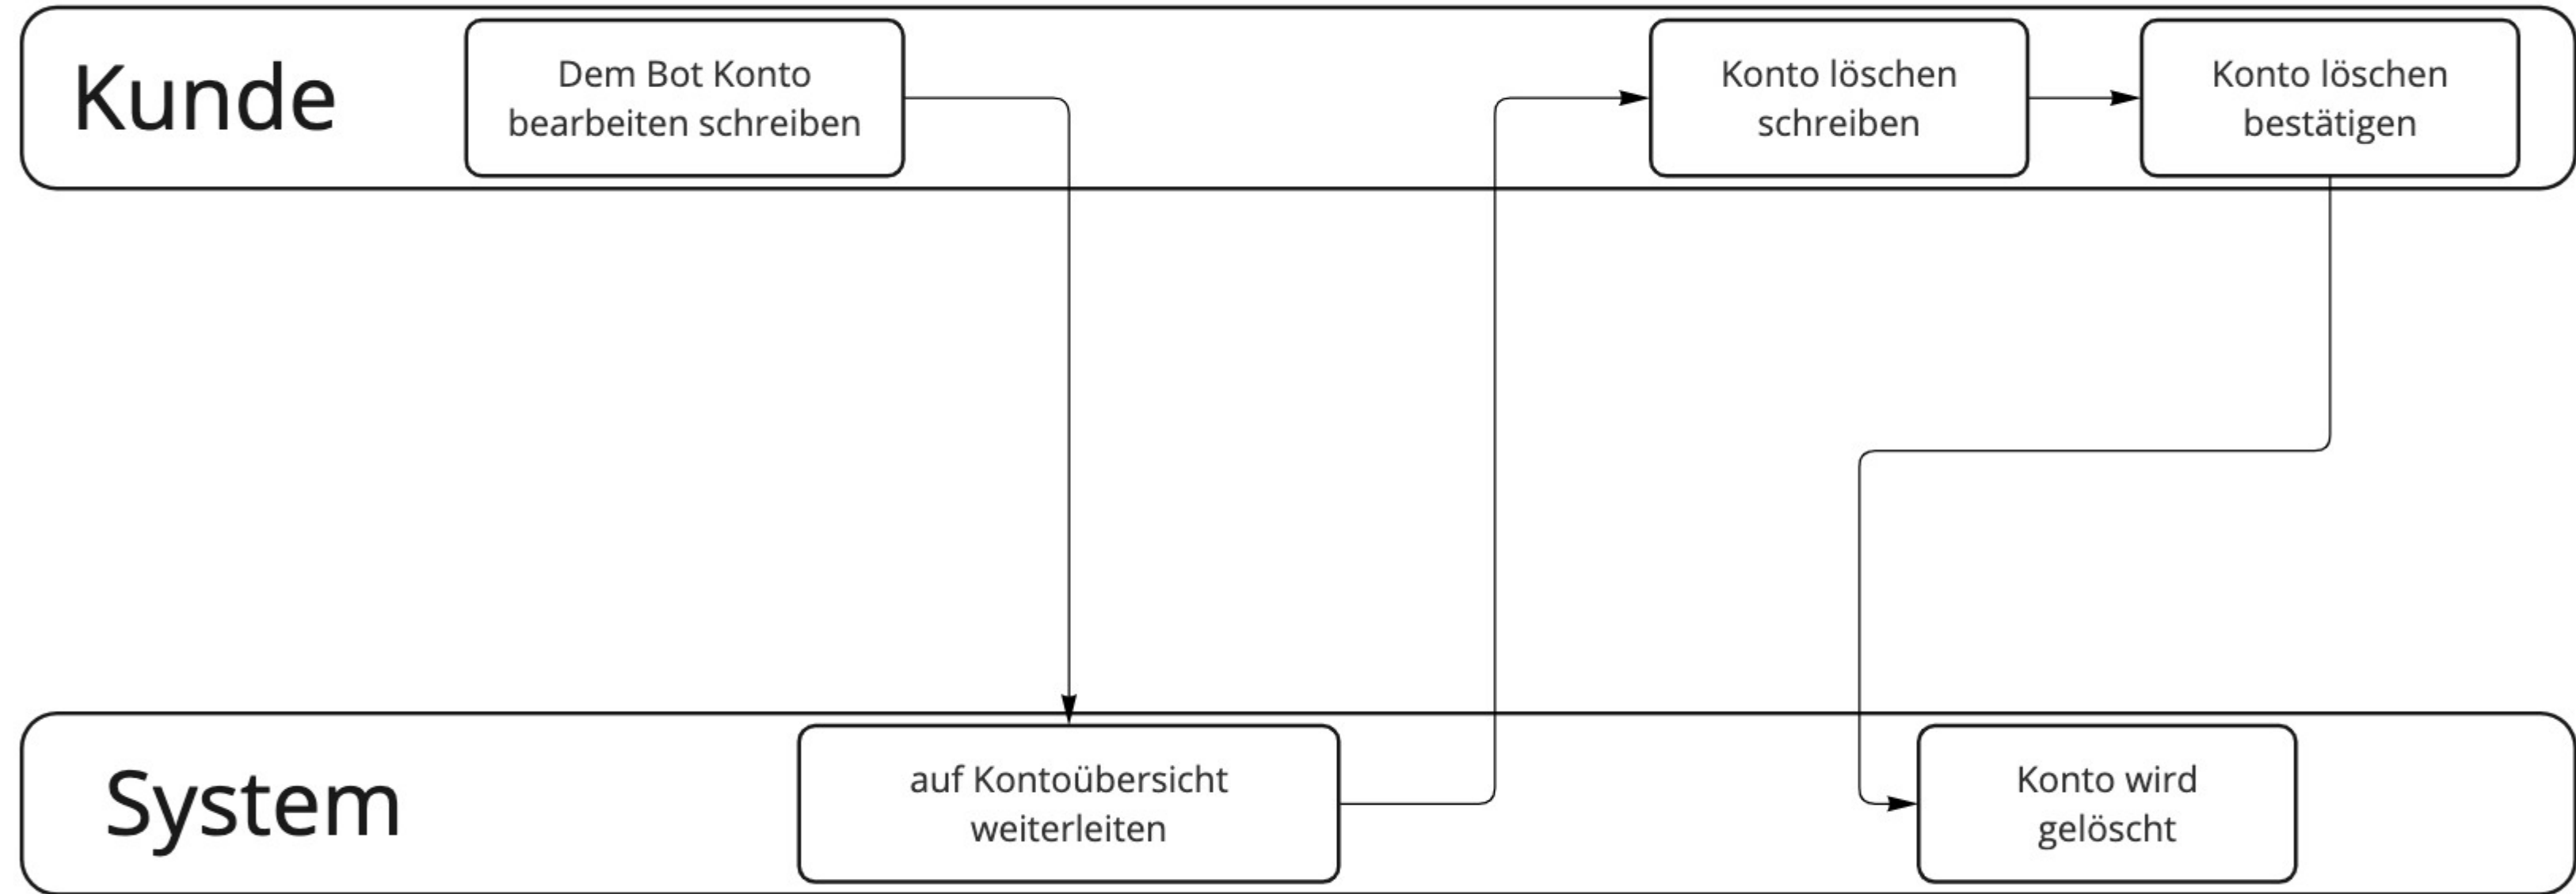 Kunde
Dem Bot Konto
bearbeiten schreiben
Konto löschen
schreiben
Konto löschen
bestätigen
System
auf Kontoübersicht
weiterleiten
Konto wird
gelöscht